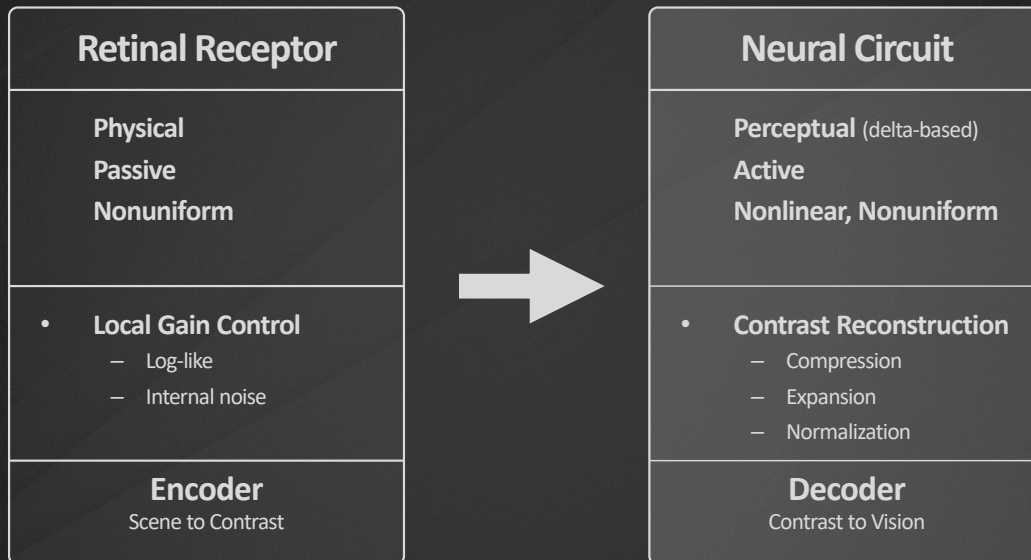 Retinal Receptor
Physical
Passive
Nonuniform
• Local Gain Control
– Log-like
– Internal noise
Encoder
Scene to Contrast
Neural Circuit
Perceptual (delta-based)
Active
Nonlinear, Nonuniform
• Contrast Reconstruction
– Compression
– Expansion
– Normalization
Decoder
Contrast to Vision